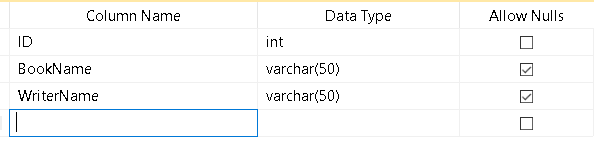 Column Name Data Type Allow Nulls
ID int
BookName varchar(50)
WriterName varchar(50)